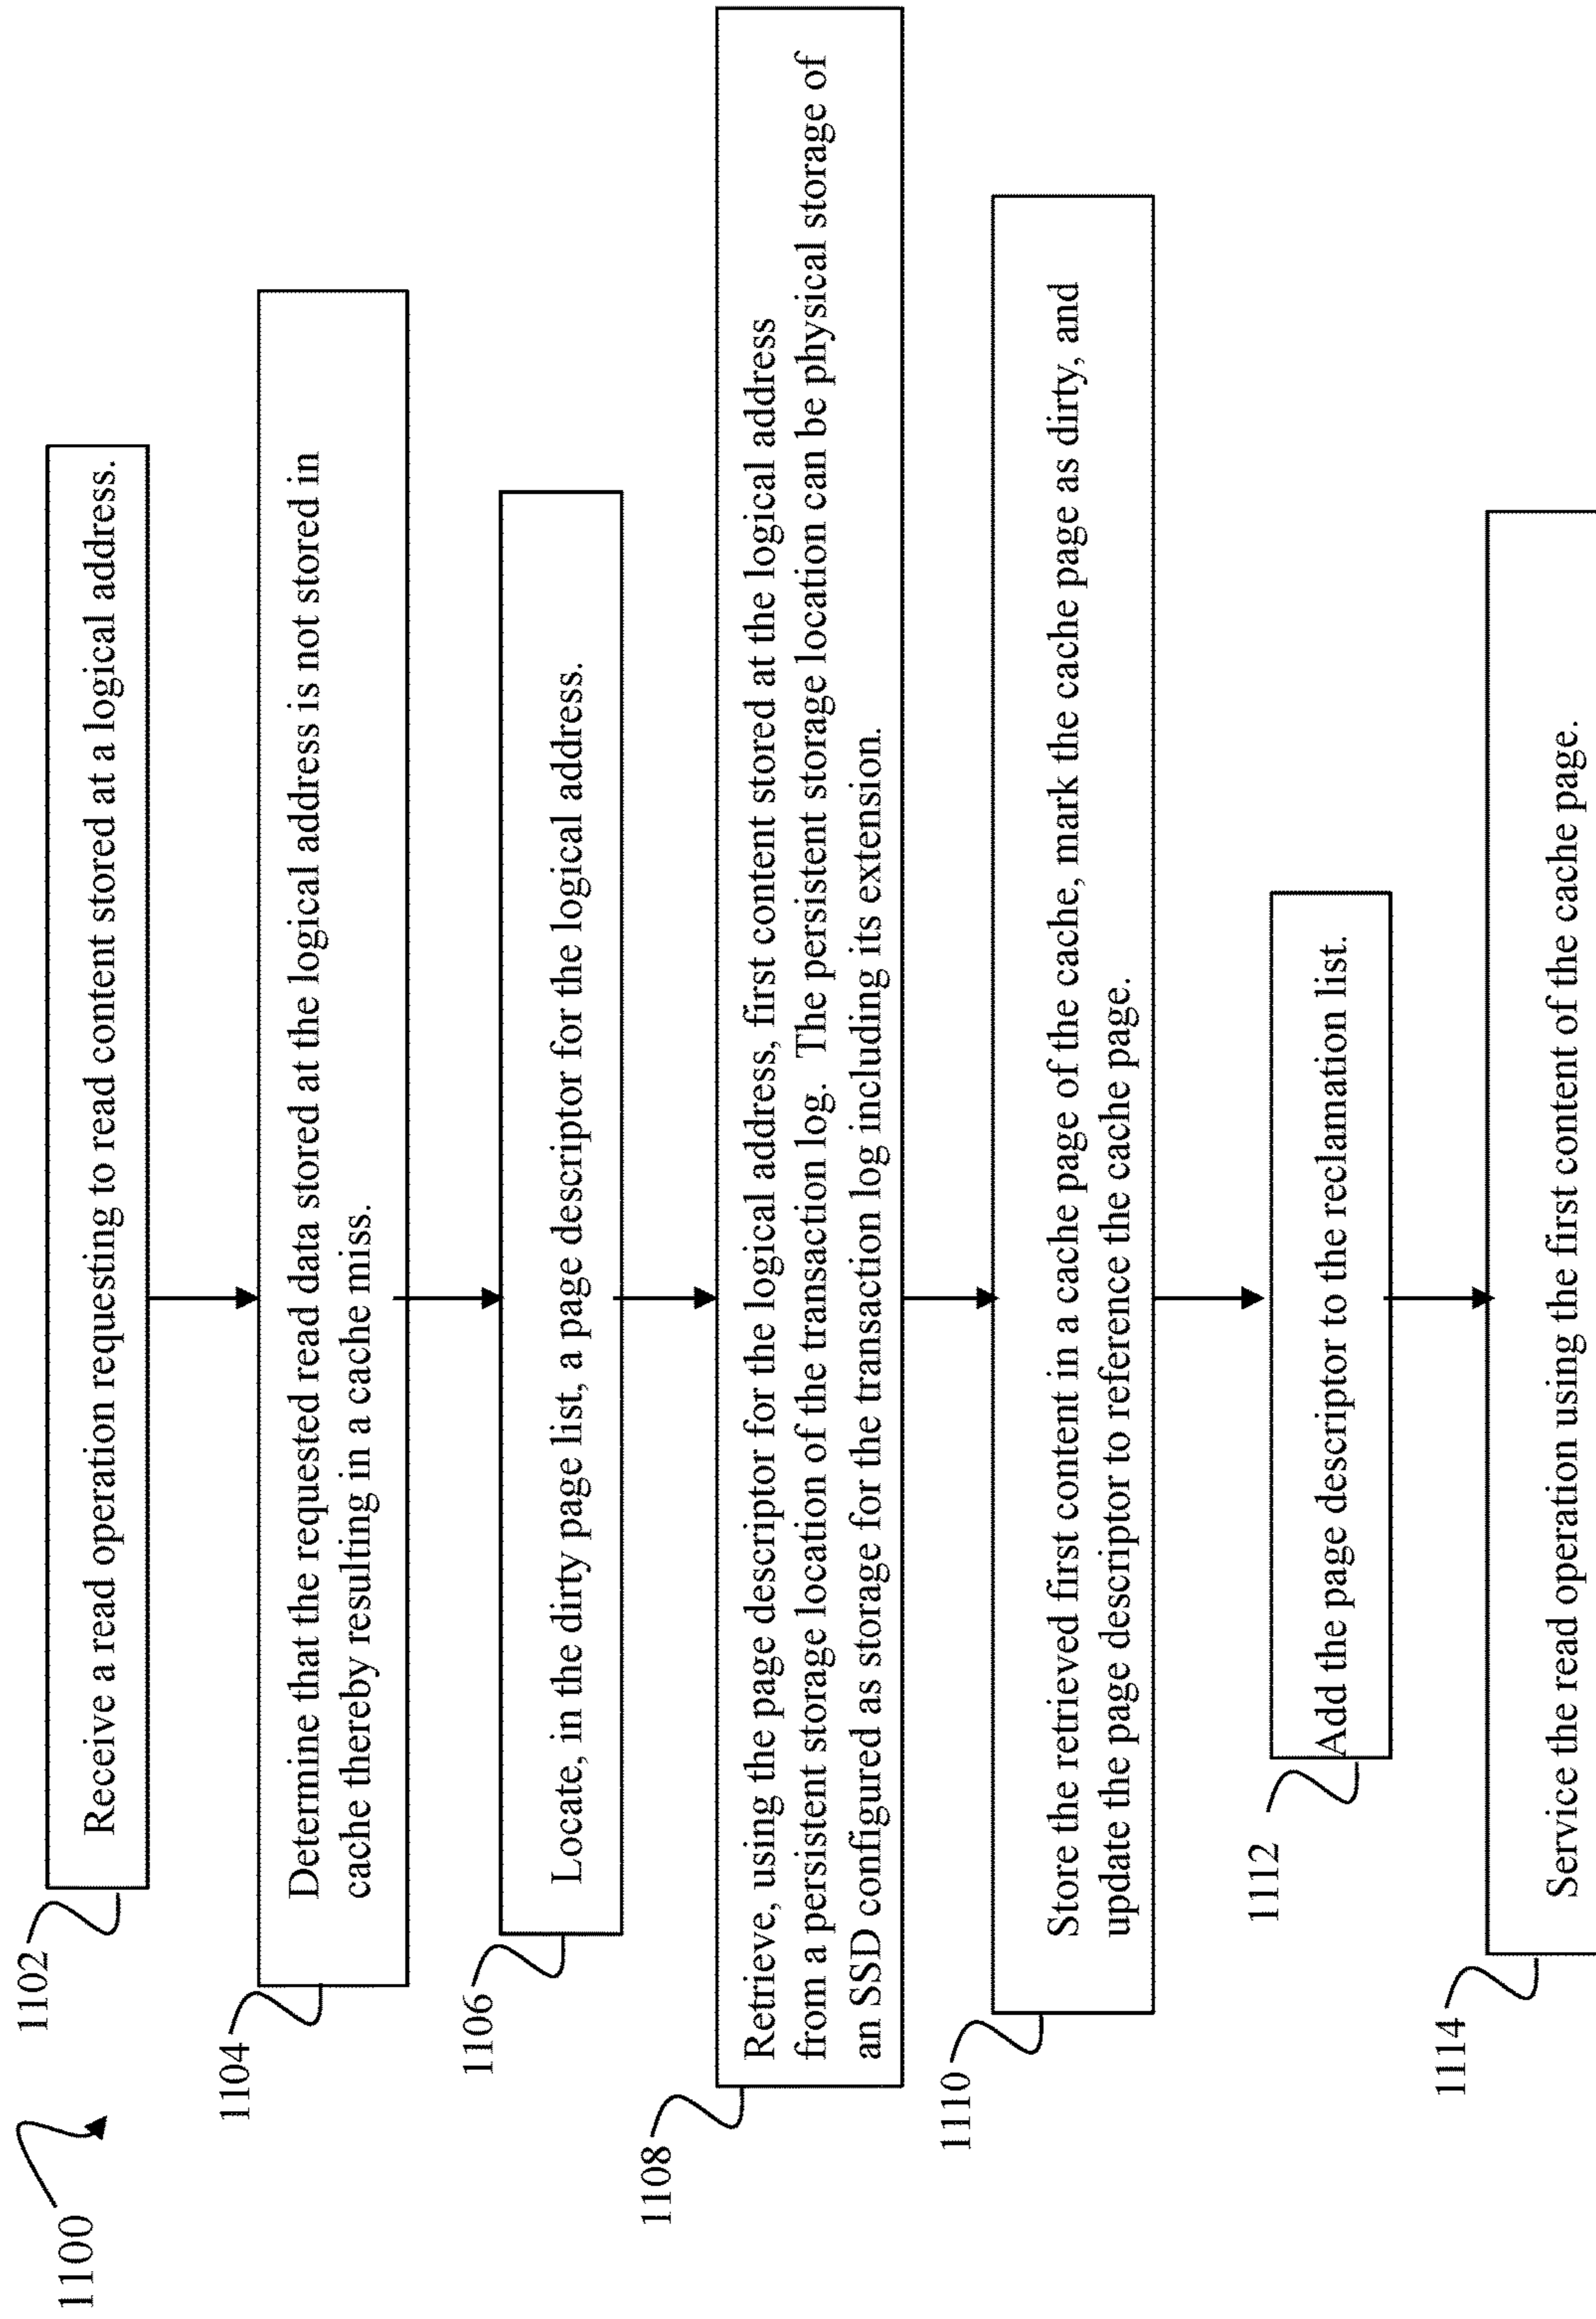 1100
1102
Receive a read operation requesting to read content stored at a logical address.
1104
Determine that the requested read data stored at the logical address is not stored in
cache thereby resulting in a cache miss.
1106
Locate, in the dirty page list, a page descriptor for the logical address.
1108
Retrieve, using the page descriptor for the logical address, first content stored at the logical address
from a persistent storage location of the transaction log. The persistent storage location can be physical storage of
an SSD configured as storage for the transaction log including its extension.
1110
Store the retrieved first content in a cache page of the cache, mark the cache page as dirty, and
update the page descriptor to reference the cache page.
1112
Add the page descriptor to the reclamation list.
1114
Service the read operation using the first content of the cache page.